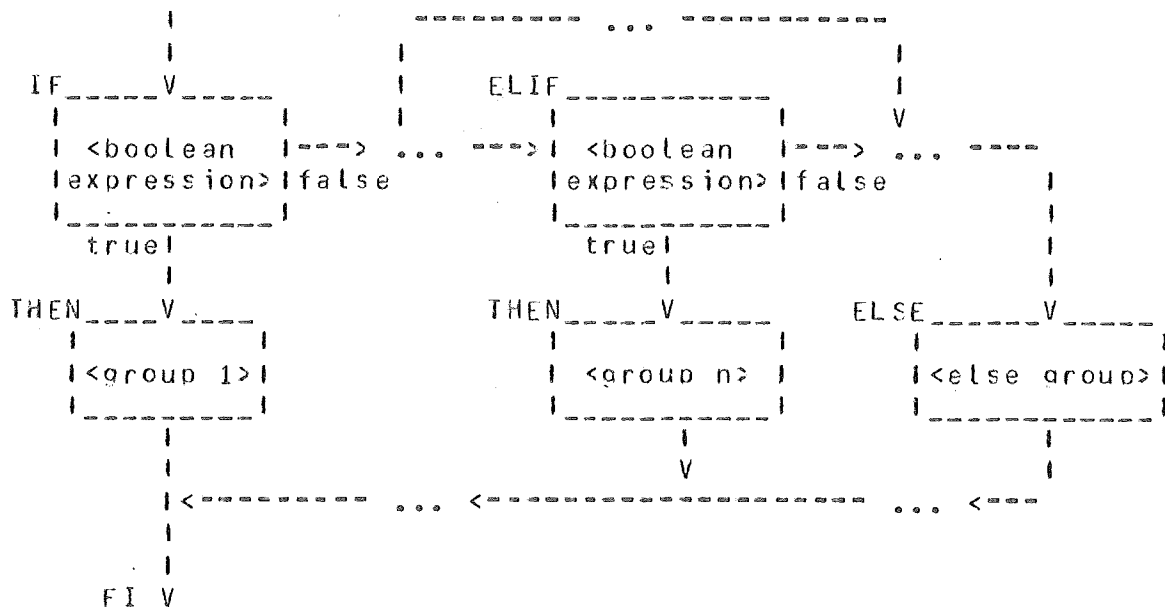 ...
IF V ELIF V
<boolean ---> ... ---> <boolean ---> ... ---
expression> false expression> false
true true
V V
THEN V THEN V ELSE V
<group 1> <group n> <else group>
V
<--------- ... <------------------- ... <---
FI V